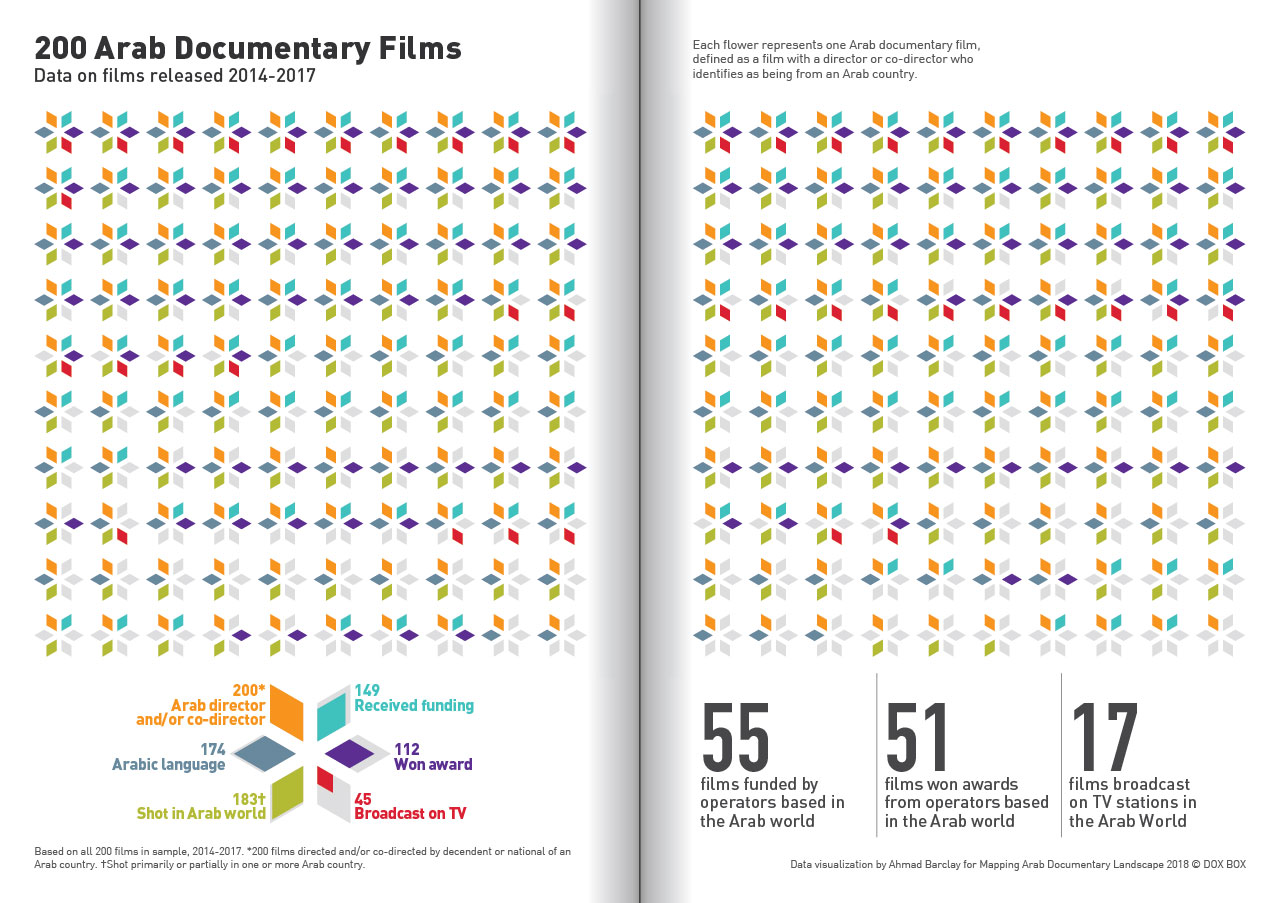 200 Arab Documentary Films
Data on films released 2014-2017
Each flower represents one Arab documentary film,
defined as a film with a director or co-director who
identifies as being from an Arab country.
200*
Arab director
and/or co-director
149
Received funding
174
Arabic language
112
Won award
183†
Shot in Arab world
45
Broadcast on TV
Based on all 200 films in sample, 2014-2017. *200 films directed and/or co-directed by decendent or national of an
Arab country. †Shot primarily or partially in one or more Arab country.
55
films funded by
operators based in
the Arab world
51
films won awards
from operators based
in the Arab world
17
films broadcast
on TV stations in
the Arab World
Data visualization by Ahmad Barclay for Mapping Arab Documentary Landscape 2018 © DOX BOX